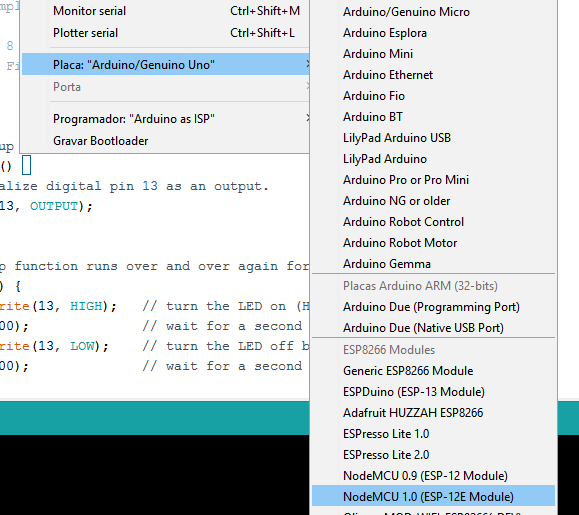 Monitor serial Ctrl+Shift+M
Plotter serial Ctrl+Shift+L
Placa: "Arduino/Genuino Uno"
Porta
Programador: "Arduino as ISP"
Gravar Bootloader
8
Fi
up
()
alize digital pin 13 as an output.
13, OUTPUT);
p function runs over and over again for
) {
rite(13, HIGH); // turn the LED on (H
00); // wait for a second
rite(13, LOW); // turn the LED off b
00); // wait for a second
Arduino/Genuino Micro
Arduino Esplora
Arduino Mini
Arduino Ethernet
Arduino Fio
Arduino BT
LilyPad Arduino USB
LilyPad Arduino
Arduino Pro or Pro Mini
Arduino NG or older
Arduino Robot Control
Arduino Robot Motor
Arduino Gemma
Placas Arduino ARM (32-bits)
Arduino Due (Programming Port)
Arduino Due (Native USB Port)
ESP8266 Modules
Generic ESP8266 Module
ESPDuino (ESP-13 Module)
Adafruit HUZZAH ESP8266
ESPresso Lite 1.0
ESPresso Lite 2.0
NodeMCU 0.9 (ESP-12 Module)
NodeMCU 1.0 (ESP-12E Module)